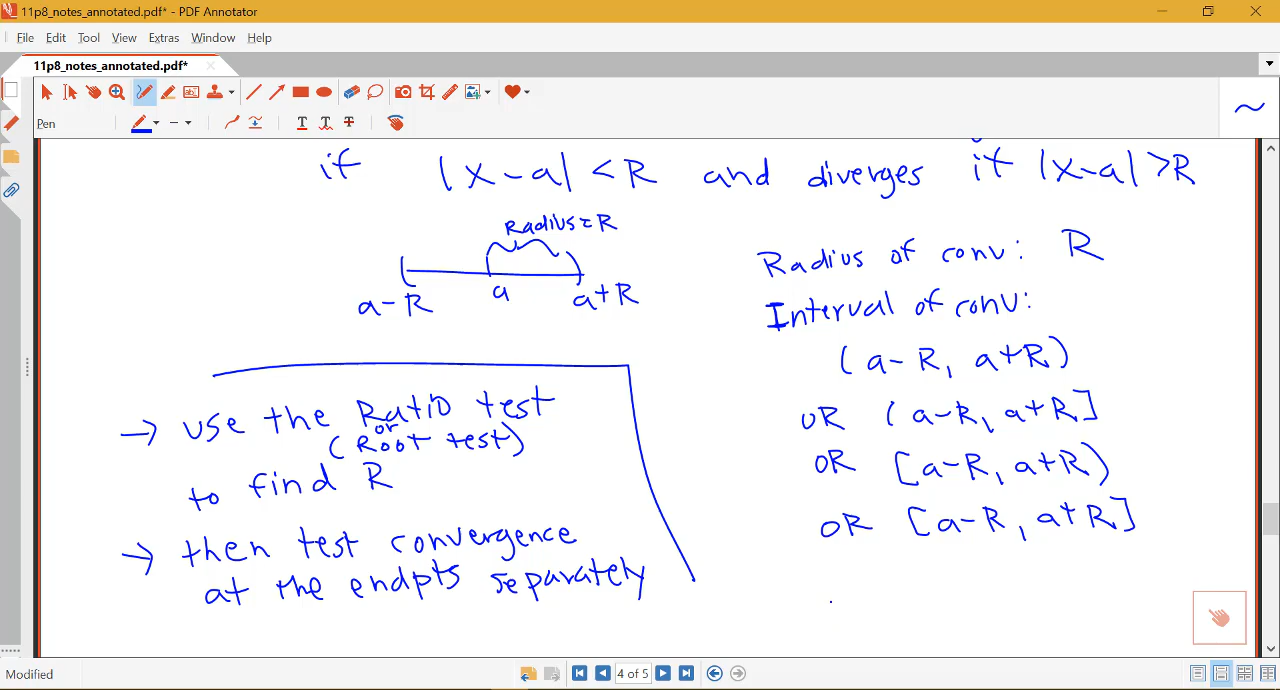 11p8_notes_annotated.pdf* - PDF Annotator
File Edit Tool View Extras Window Help
11p8_notes_annotated.pdf*
Pen
if |x-a| < R and diverges if |x-a| > R
Radius = R
a-R a a+R
Radius of conv: R
Interval of conv:
(a-R, a+R)
OR (a-R, a+R]
OR [a-R, a+R)
OR [a-R, a+R]
→ use the Ratio test
or
(Root test)
to find R
→ then test convergence
at the endpts separately
Modified
4 of 5